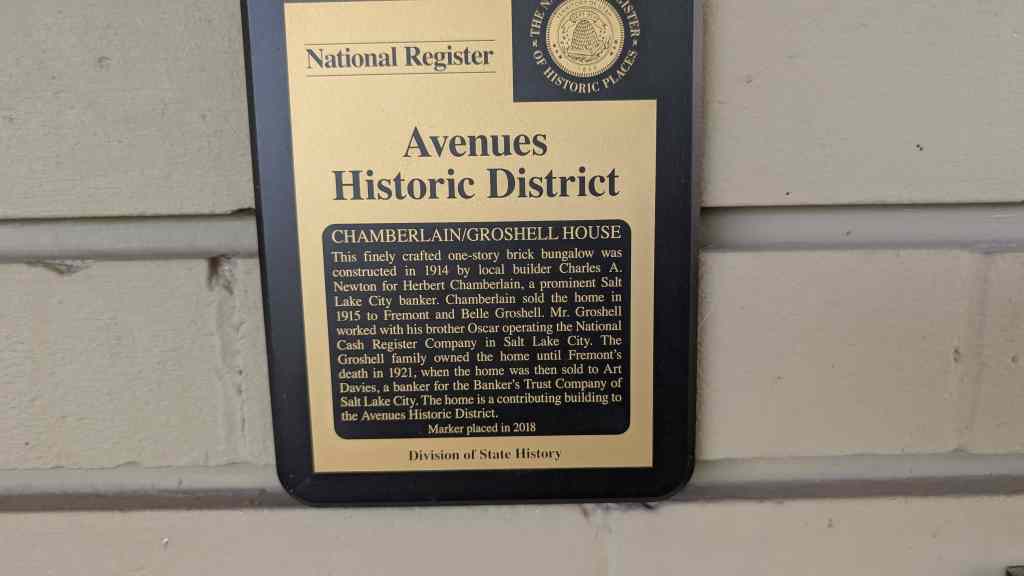 National Register
THE NA
REGISTER
OF HISTORIC PLACES
Avenues
Historic District
CHAMBERLAIN/GROSHELL HOUSE
This finely crafted one-story brick bungalow was
constructed in 1914 by local builder Charles A.
Newton for Herbert Chamberlain, a prominent Salt
Lake City banker. Chamberlain sold the home in
1915 to Fremont and Belle Groshell. Mr. Groshell
worked with his brother Oscar operating the National
Cash Register Company in Salt Lake City. The
Groshell family owned the home until Fremont's
death in 1921, when the home was then sold to Art
Davies, a banker for the Banker's Trust Company of
Salt Lake City. The home is a contributing building to
the Avenues Historic District.
Marker placed in 2018
Division of State History